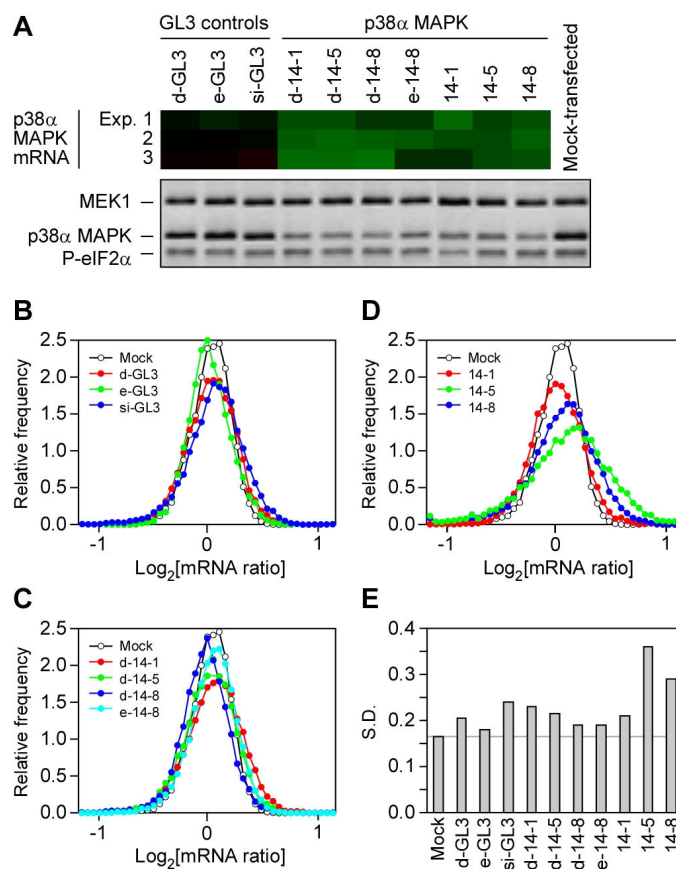 A
GL3 controls
p38α MAPK
d-GL3
e-GL3
si-GL3
d-14-1
d-14-5
d-14-8
e-14-8
14-1
14-5
14-8
Mock-transfected
p38α Exp. 1
MAPK 2
mRNA 3
MEK1
p38α MAPK
P-eIF2α
B
2.5
2.0
1.5
1.0
0.5
0.0
Relative frequency
Mock
d-GL3
e-GL3
si-GL3
-1 0 1
Log2[mRNA ratio]
D
2.5
2.0
1.5
1.0
0.5
0.0
Relative frequency
Mock
14-1
14-5
14-8
-1 0 1
Log2[mRNA ratio]
C
2.5
2.0
1.5
1.0
0.5
0.0
Relative frequency
Mock
d-14-1
d-14-5
d-14-8
e-14-8
-1 0 1
Log2[mRNA ratio]
E
0.4
0.3
0.2
0.1
0.0
S.D.
Mock
d-GL3
e-GL3
si-GL3
d-14-1
d-14-5
d-14-8
e-14-8
14-1
14-5
14-8